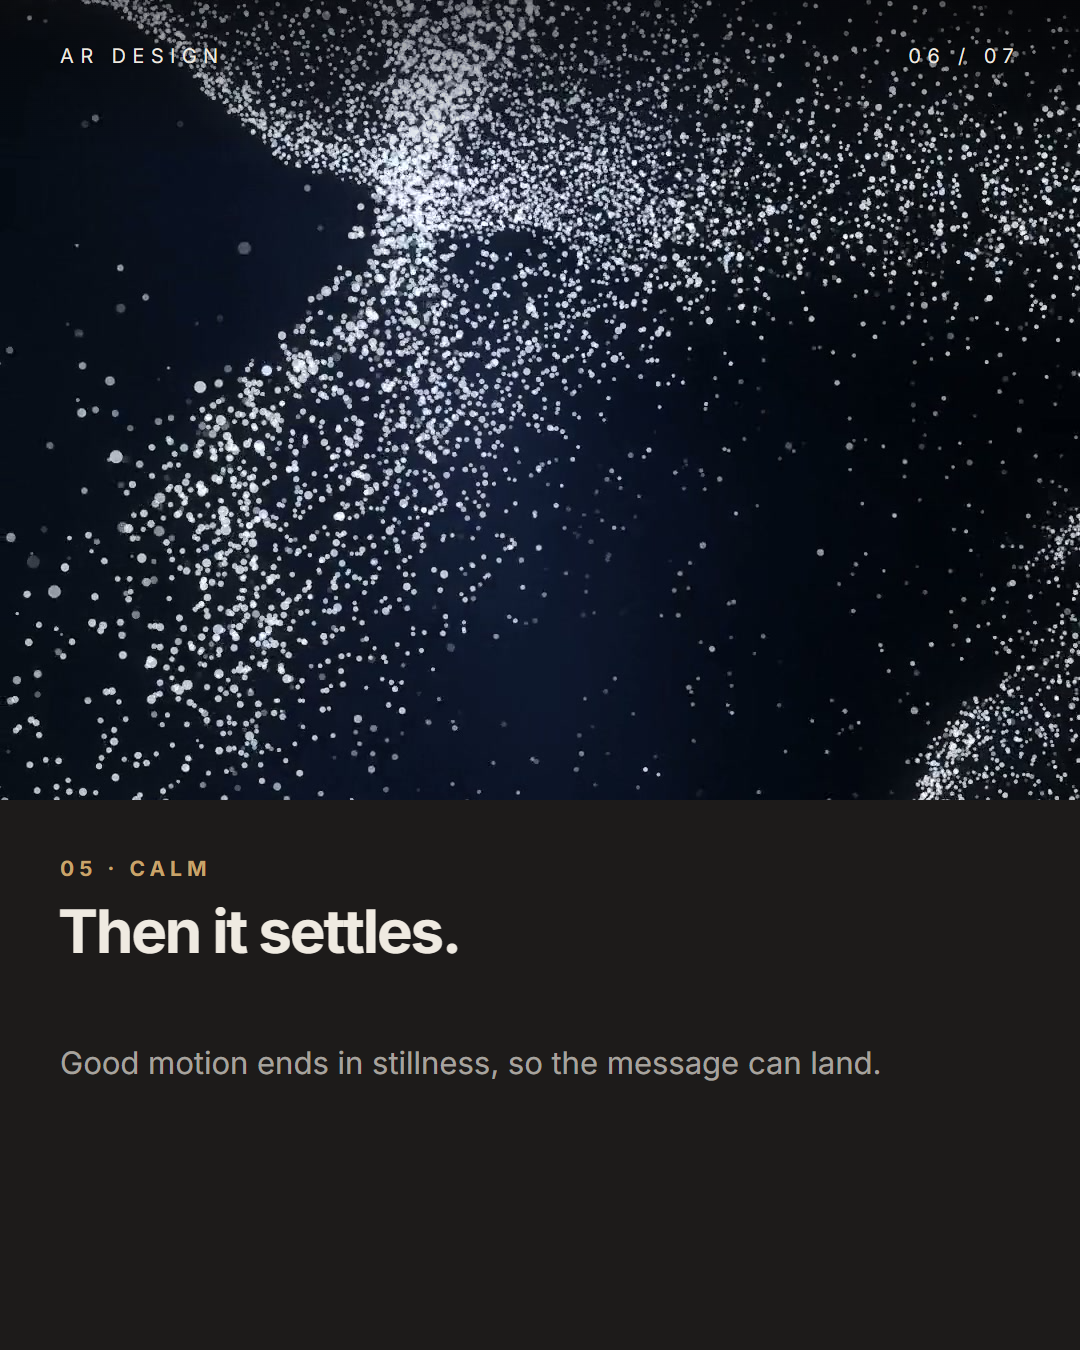 AR DESIGN
06 / 07
05 · CALM
Then it settles.
Good motion ends in stillness, so the message can land.